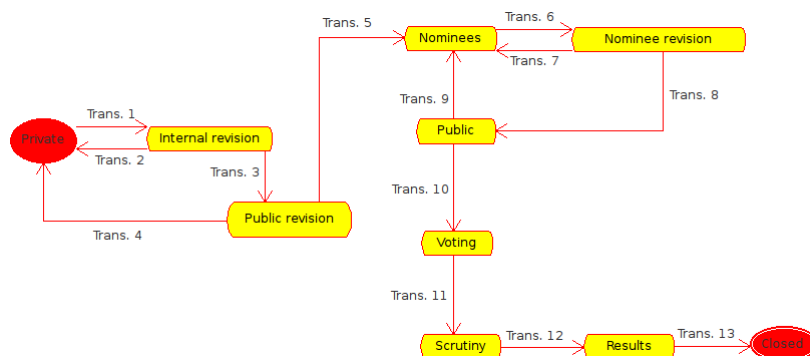 Trans. 5
Trans. 6
Nominees
Nominee revision
Trans. 7
Trans. 8
Trans. 9
Trans. 1
Private
Internal revision
Public
Trans. 2
Trans. 3
Trans. 10
Public revision
Trans. 4
Voting
Trans. 11
Trans. 12
Trans. 13
Scrutiny
Results
Closed